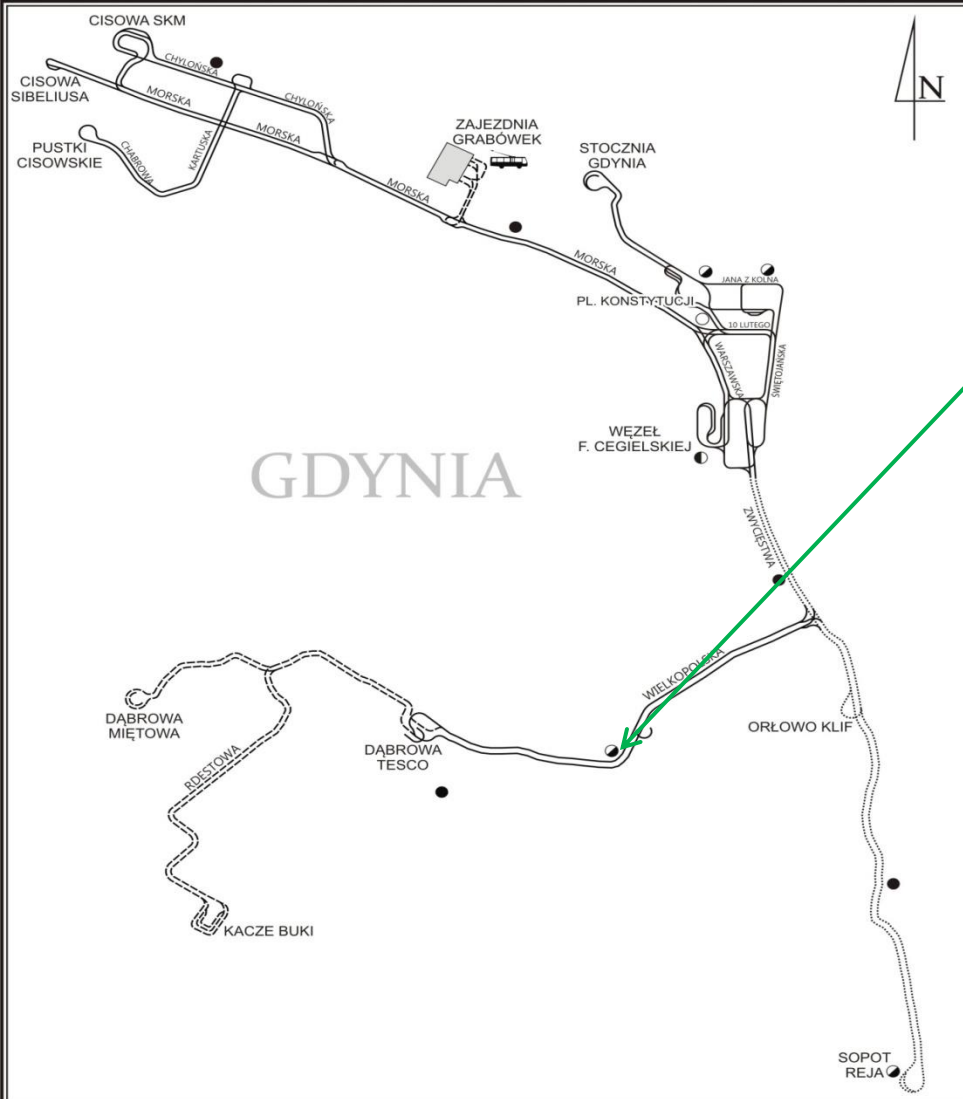 CISOWA SKM
CHYLOŃSKA
CISOWA
SIBELIUSA
MORSKA
CHYLOŃSKA
MORSKA
N
ZAJEZDNIA
GRABÓWEK
STOCZNIA
GDYNIA
PUSTKI
CISOWSKIE
CHABROWA
KARTUSKA
MORSKA
MORSKA
JANA Z KOLNA
PL. KONSTYTUCJI
10 LUTEGO
WARSZAWSKA
ŚWIĘTOJAŃSKA
WĘZEŁ
F. CEGIELSKIEJ
GDYNIA
ZWYCIĘSTWA
WIELKOPOLSKA
DĄBROWA
MIĘTOWA
ORŁOWO KLIF
DĄBROWA
TESCO
RDESTOWA
KACZE BUKI
SOPOT
REJA